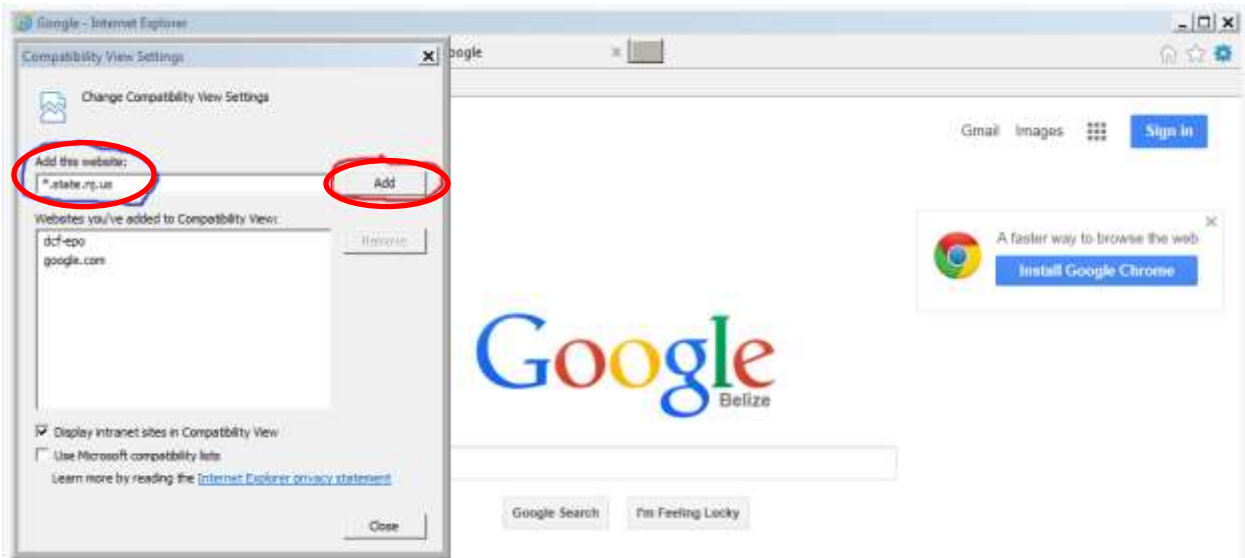 Google - Internet Explorer
Compatibility View Settings
oogle
Change Compatibility View Settings
Gmail Images Sign in
Add this website:
*.state.nj.us Add
Websites you've added to Compatibility View:
dcf-epo Remove
google.com
A faster way to browse the web
Install Google Chrome
Google
Belize
Display intranet sites in Compatibility View
Use Microsoft compatibility lists
Learn more by reading the Internet Explorer privacy statement
Google Search I'm Feeling Lucky
Close